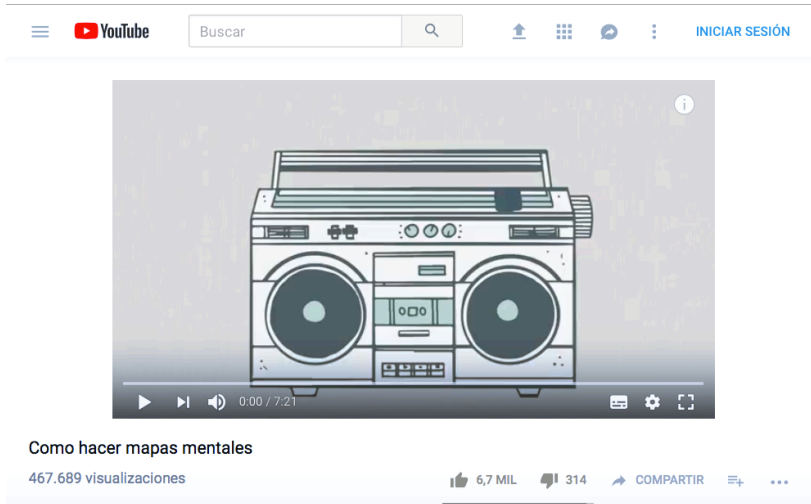 YouTube
Buscar
INICIAR SESIÓN
i
0:00 / 7:21
Como hacer mapas mentales
467.689 visualizaciones
6,7 MIL
314
COMPARTIR